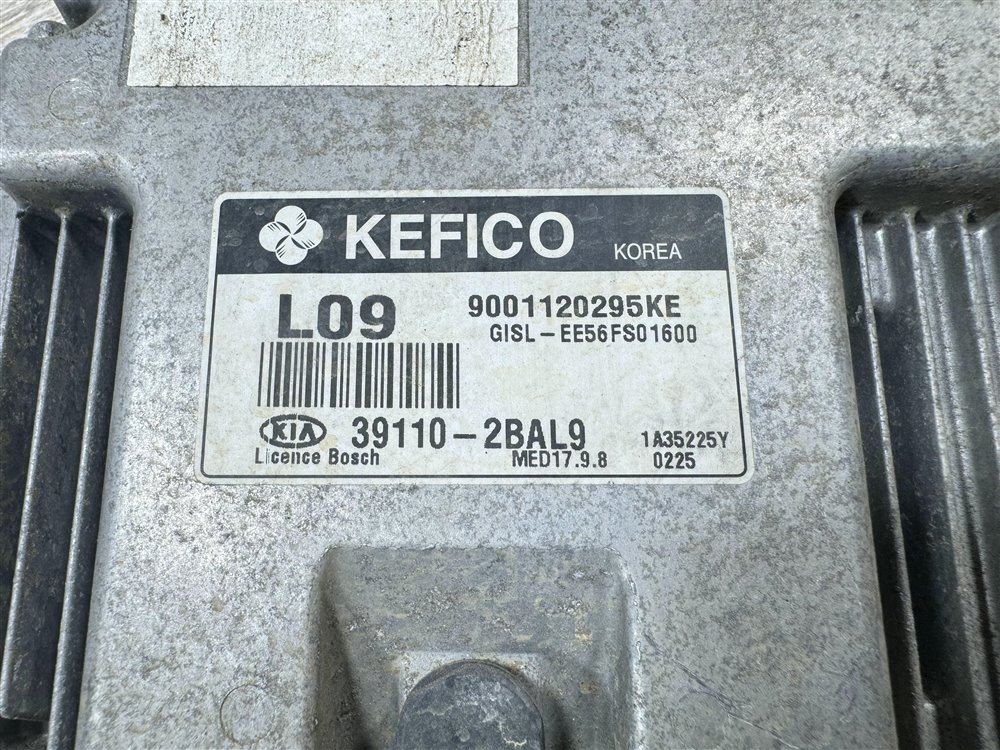 KEFICO KOREA
L09 9001120295KE
GISL-EE56FS01600
KIA 39110-2BAL9 1A35225Y
Licence Bosch MED17.9.8 0225